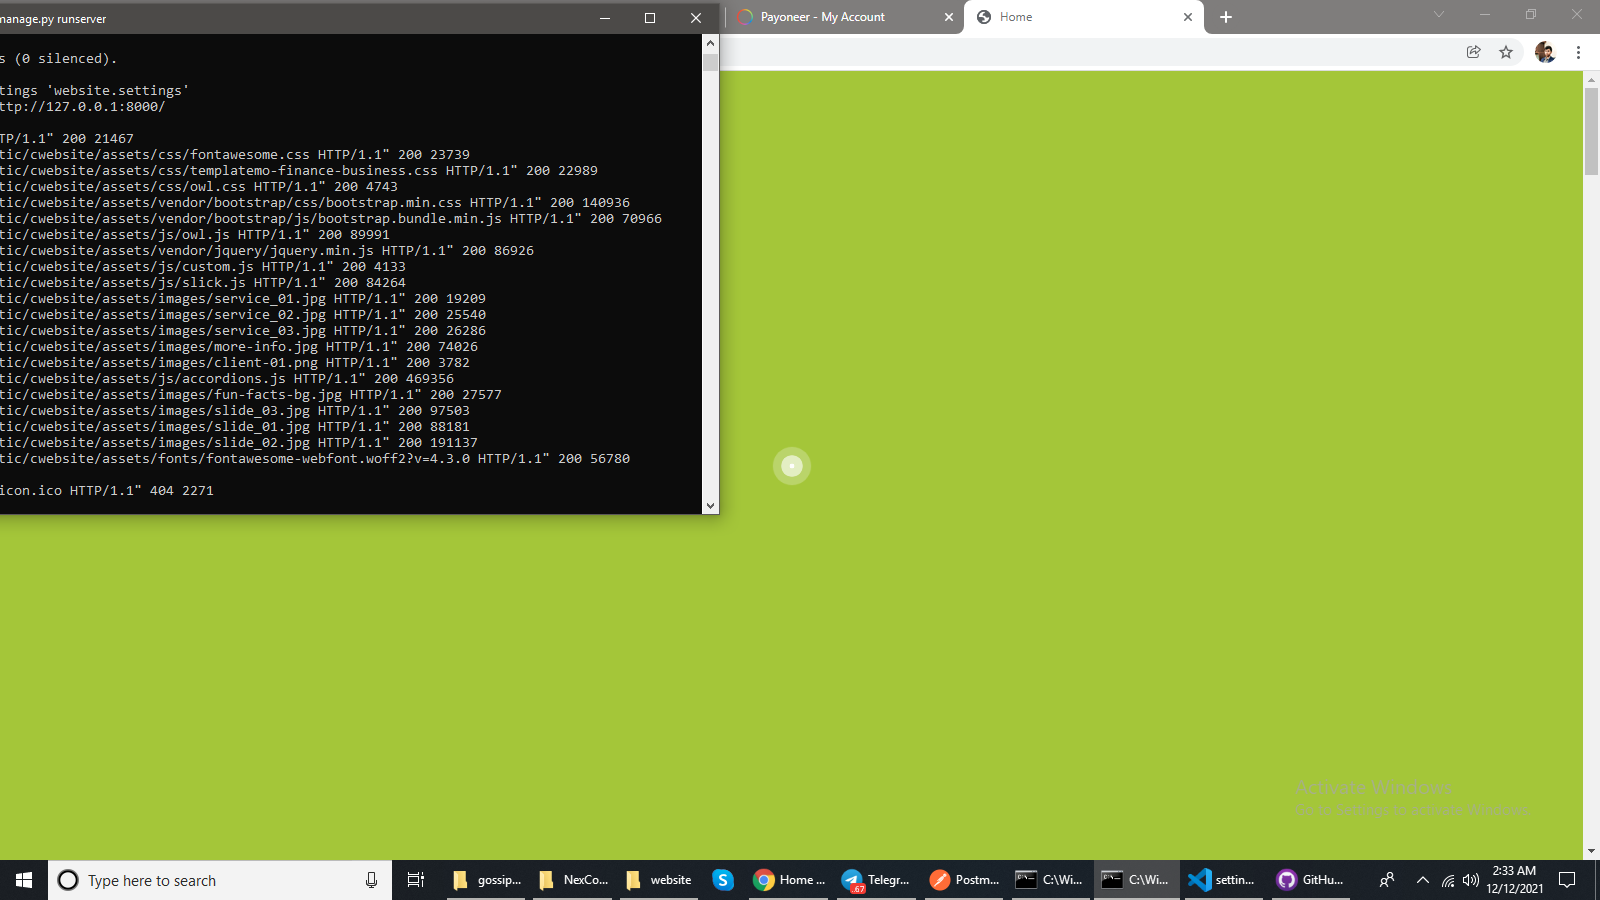 manage.py runserver
Payoneer - My Account
Home
s (0 silenced).
tings 'website.settings'
ttp://127.0.0.1:8000/
TP/1.1" 200 21467
tic/cwebsite/assets/css/fontawesome.css HTTP/1.1" 200 23739
tic/cwebsite/assets/css/templatemo-finance-business.css HTTP/1.1" 200 22989
tic/cwebsite/assets/css/owl.css HTTP/1.1" 200 4743
tic/cwebsite/assets/vendor/bootstrap/css/bootstrap.min.css HTTP/1.1" 200 140936
tic/cwebsite/assets/vendor/bootstrap/js/bootstrap.bundle.min.js HTTP/1.1" 200 70966
tic/cwebsite/assets/js/owl.js HTTP/1.1" 200 89991
tic/cwebsite/assets/vendor/jquery/jquery.min.js HTTP/1.1" 200 86926
tic/cwebsite/assets/js/custom.js HTTP/1.1" 200 4133
tic/cwebsite/assets/js/slick.js HTTP/1.1" 200 84264
tic/cwebsite/assets/images/service_01.jpg HTTP/1.1" 200 19209
tic/cwebsite/assets/images/service_02.jpg HTTP/1.1" 200 25540
tic/cwebsite/assets/images/service_03.jpg HTTP/1.1" 200 26286
tic/cwebsite/assets/images/more-info.jpg HTTP/1.1" 200 74026
tic/cwebsite/assets/images/client-01.png HTTP/1.1" 200 3782
tic/cwebsite/assets/js/accordions.js HTTP/1.1" 200 469356
tic/cwebsite/assets/images/fun-facts-bg.jpg HTTP/1.1" 200 27577
tic/cwebsite/assets/images/slide_03.jpg HTTP/1.1" 200 97503
tic/cwebsite/assets/images/slide_01.jpg HTTP/1.1" 200 88181
tic/cwebsite/assets/images/slide_02.jpg HTTP/1.1" 200 191137
tic/cwebsite/assets/fonts/fontawesome-webfont.woff2?v=4.3.0 HTTP/1.1" 200 56780
icon.ico HTTP/1.1" 404 2271
Activate Windows
Go to Settings to activate Windows.
Type here to search
gossip...
NexCo...
website
Home ...
Telegr...
.67
Postm...
C:\Wi...
C:\Wi...
settin...
GitHu...
2:33 AM
12/12/2021